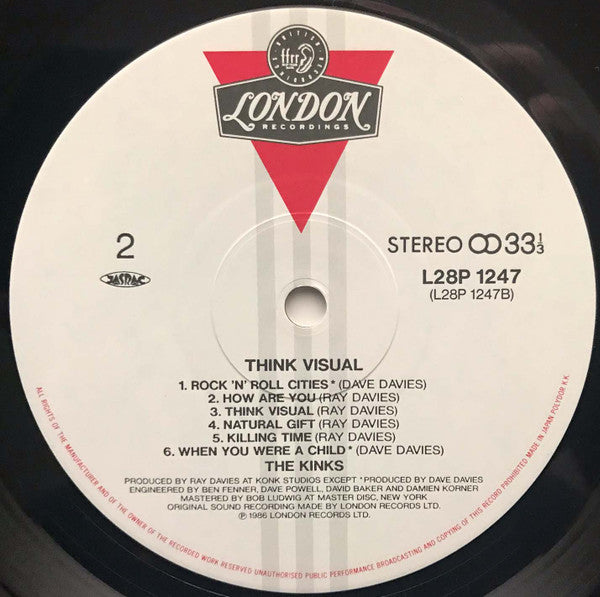 BRITISH
ffrr
RECORDINGS
LONDON
RECORDINGS
2
STEREO 33 1/3
JASRAC
L28P 1247
(L28P 1247B)
THINK VISUAL
1. ROCK 'N' ROLL CITIES * (DAVE DAVIES)
2. HOW ARE YOU (RAY DAVIES)
3. THINK VISUAL (RAY DAVIES)
4. NATURAL GIFT (RAY DAVIES)
5. KILLING TIME (RAY DAVIES)
6. WHEN YOU WERE A CHILD * (DAVE DAVIES)
THE KINKS
PRODUCED BY RAY DAVIES AT KONK STUDIOS EXCEPT *PRODUCED BY DAVE DAVIES
ENGINEERED BY BEN FENNER, DAVE POWELL, DAVID BAKER AND DAMIEN KORNER
MASTERED BY BOB LUDWIG AT MASTER DISC, NEW YORK
ORIGINAL SOUND RECORDING MADE BY LONDON RECORDS LTD.
℗ 1986 LONDON RECORDS LTD.
ALL RIGHTS OF THE MANUFACTURER AND OF THE OWNER OF THE RECORDED WORK RESERVED UNAUTHORISED PUBLIC PERFORMANCE BROADCASTING AND COPYING OF THIS RECORD PROHIBITED MADE IN JAPAN POLYDOR K.K.